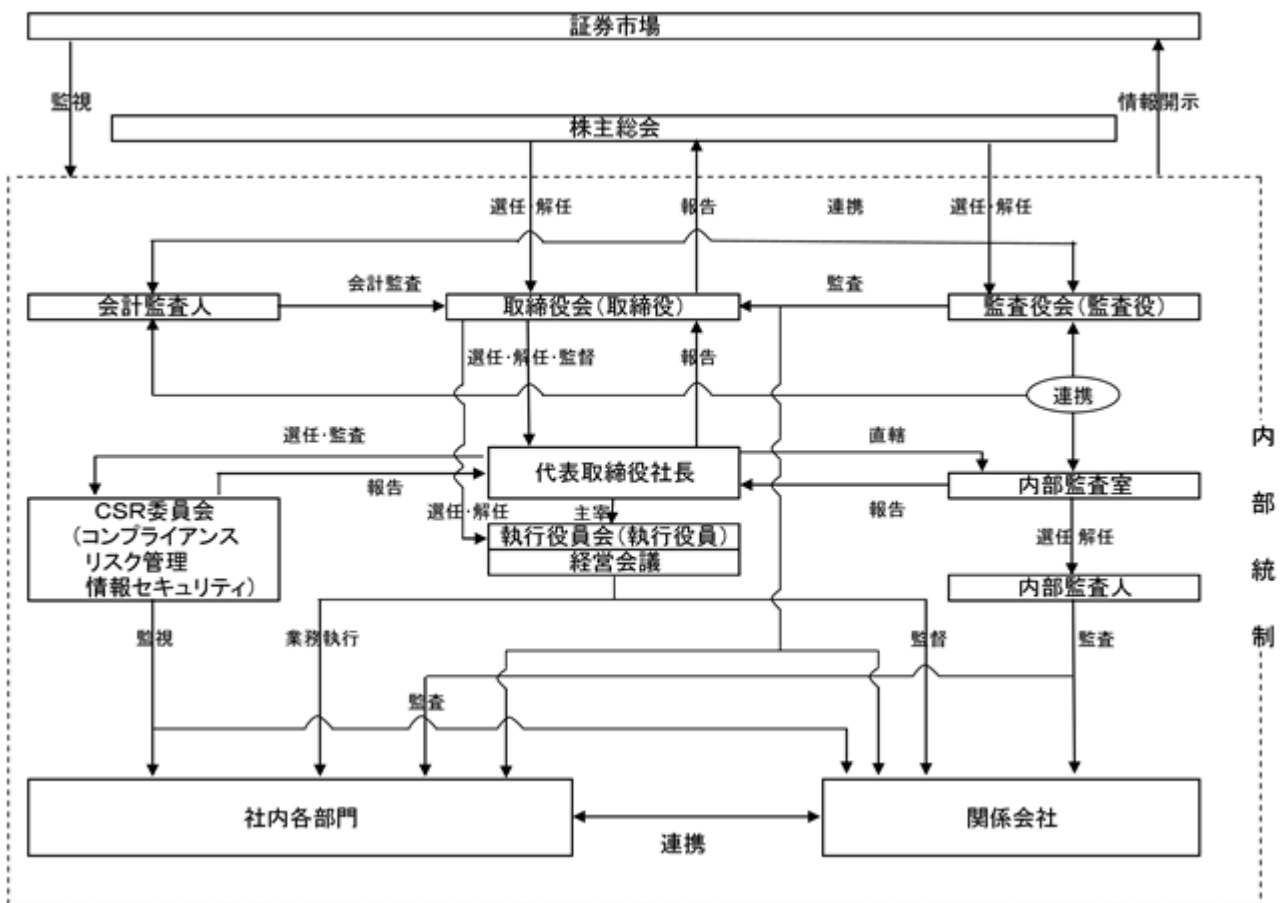 証券市場
監視
情報開示
株主総会
選任・解任
報告
連携
選任・解任
会計監査人
会計監査
取締役会(取締役)
監査
監査役会(監査役)
選任・解任・監督
報告
連携
選任・監査
直轄
代表取締役社長
報告
内部監査室
報告
CSR委員会
(コンプライアンス
リスク管理
情報セキュリティ)
選任・解任
主宰
執行役員会(執行役員)
経営会議
選任 解任
内部監査人
監視
業務執行
監督
監査
監査
社内各部門
連携
関係会社
内部統制